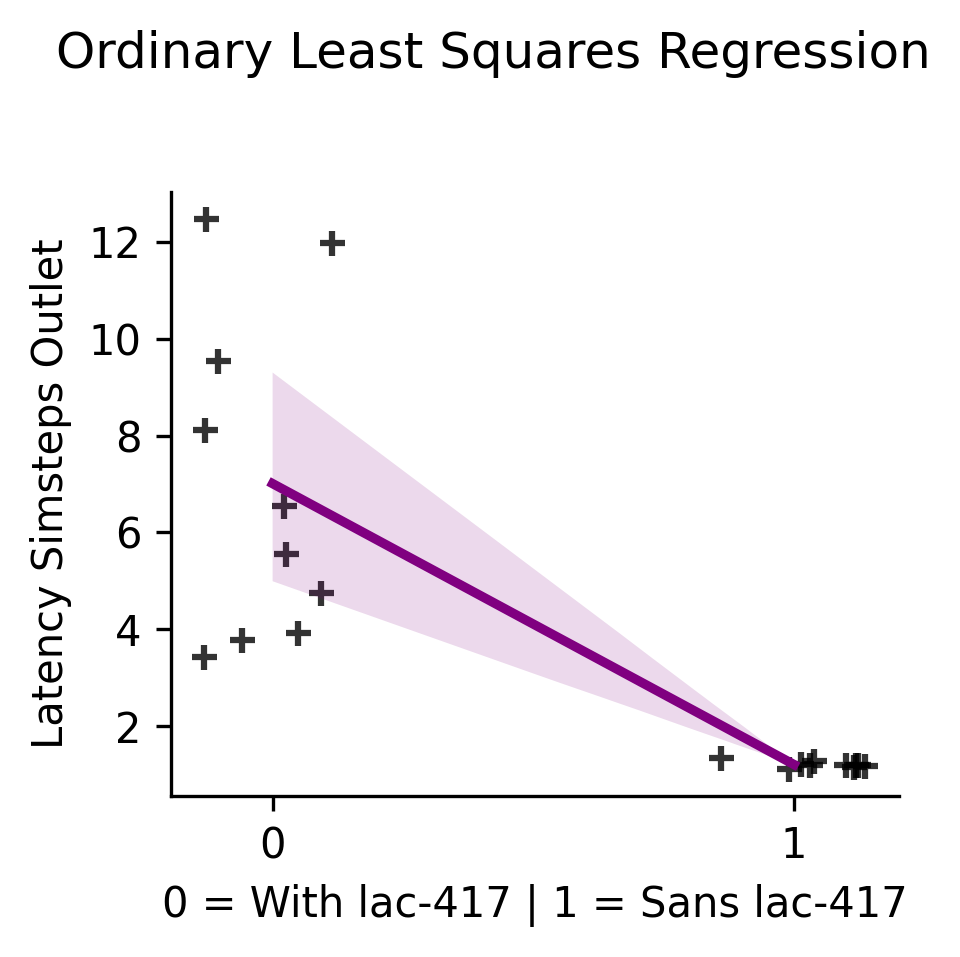 Ordinary Least Squares Regression
Latency Simsteps Outlet
12
10
8
6
4
2
0
1
0 = With lac-417 | 1 = Sans lac-417